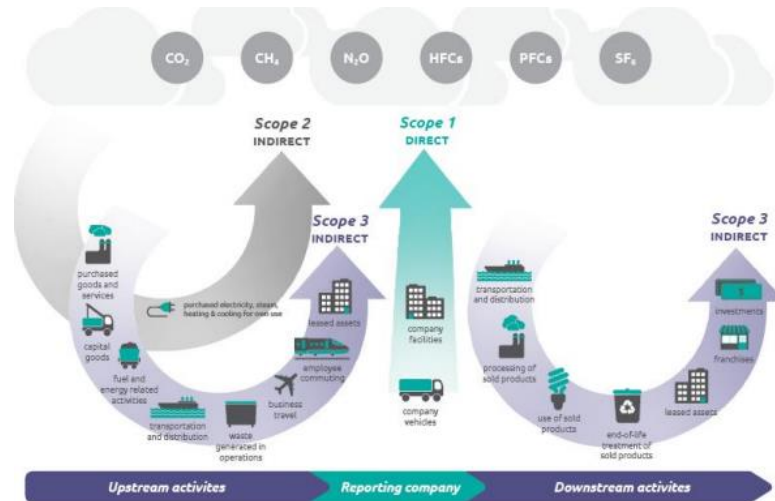 CO₂
CH₄
N₂O
HFCs
PFCs
SF₆
Scope 2
INDIRECT
Scope 1
DIRECT
Scope 3
INDIRECT
Scope 3
INDIRECT
purchased
goods and
services
capital
goods
fuel and
energy related
activities
transportation
and distribution
waste
generated in
operations
business
travel
employee
commuting
leased assets
purchased electricity, steam,
heating & cooling for own use
company
facilities
company
vehicles
transportation
and distribution
processing of
sold products
use of sold
products
end-of-life
treatment of
sold products
leased assets
franchises
investments
$
Upstream activites
Reporting company
Downstream activites